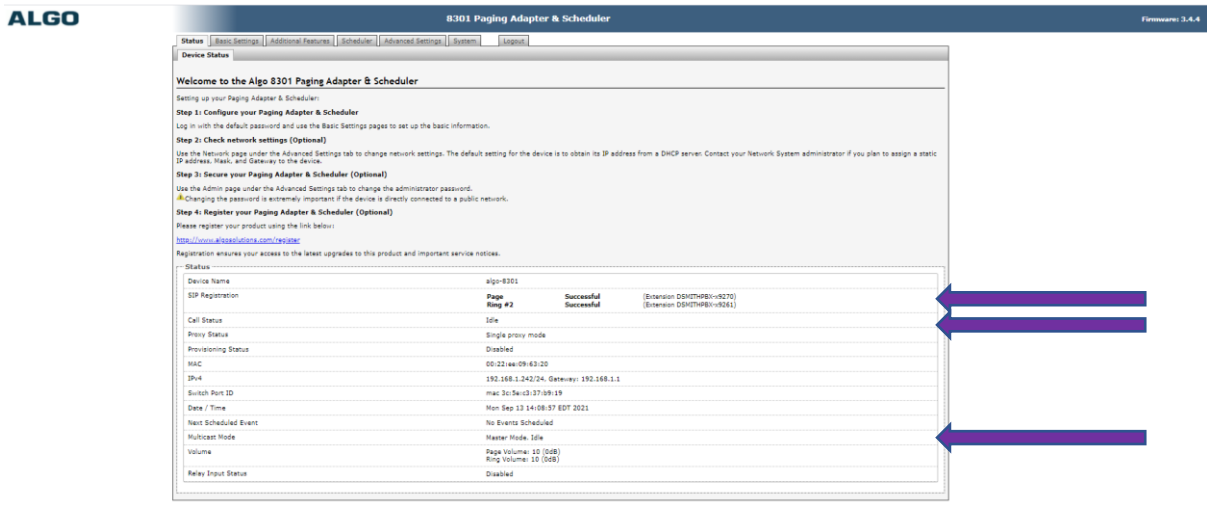 ALGO
8301 Paging Adapter & Scheduler
Firmware: 3.4.4
Status Basic Settings Additional Features Scheduler Advanced Settings System Logout
Device Status
Welcome to the Algo 8301 Paging Adapter & Scheduler
Setting up your Paging Adapter & Scheduler:
Step 1: Configure your Paging Adapter & Scheduler
Log in with the default password and use the Basic Settings pages to set up the basic information.
Step 2: Check network settings (Optional)
Use the Network page under the Advanced Settings tab to change network settings. The default setting for the device is to obtain its IP address from a DHCP server. Contact your Network System administrator if you plan to assign a static
IP address, Mask, and Gateway to the device.
Step 3: Secure your Paging Adapter & Scheduler (Optional)
Use the Admin page under the Advanced Settings tab to change the administrator password.
Changing the password is extremely important if the device is directly connected to a public network.
Step 4: Register your Paging Adapter & Scheduler (Optional)
Please register your product using the link below:
http://www.algosolutions.com/register
Registration ensures your access to the latest upgrades to this product and important service notices.
Status
Device Name algo-8301
SIP Registration Page Successful (Extension DSMITHPBX-x9270)
Ring #2 Successful (Extension DSMITHPBX-x9261)
Call Status Idle
Proxy Status Single proxy mode
Provisioning Status Disabled
MAC 00:22:ee:09:63:20
IPv4 192.168.1.242/24, Gateway: 192.168.1.1
Switch Port ID mac 3c:5e:c3:37:b9:19
Date / Time Mon Sep 13 14:08:57 EDT 2021
Next Scheduled Event No Events Scheduled
Multicast Mode Master Mode, Idle
Volume Page Volume: 10 (0dB)
Ring Volume: 10 (0dB)
Relay Input Status Disabled